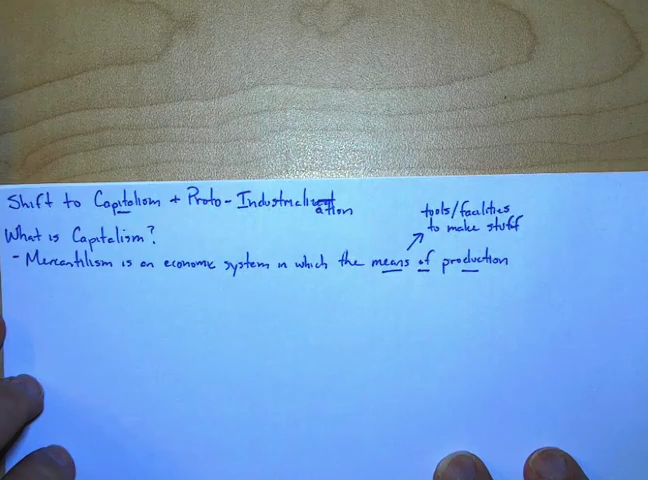 Shift to Capitalism + Proto-Industrialization
What is Capitalism?
tools/facilities
to make stuff
- Mercantilism is an economic system in which the means of production